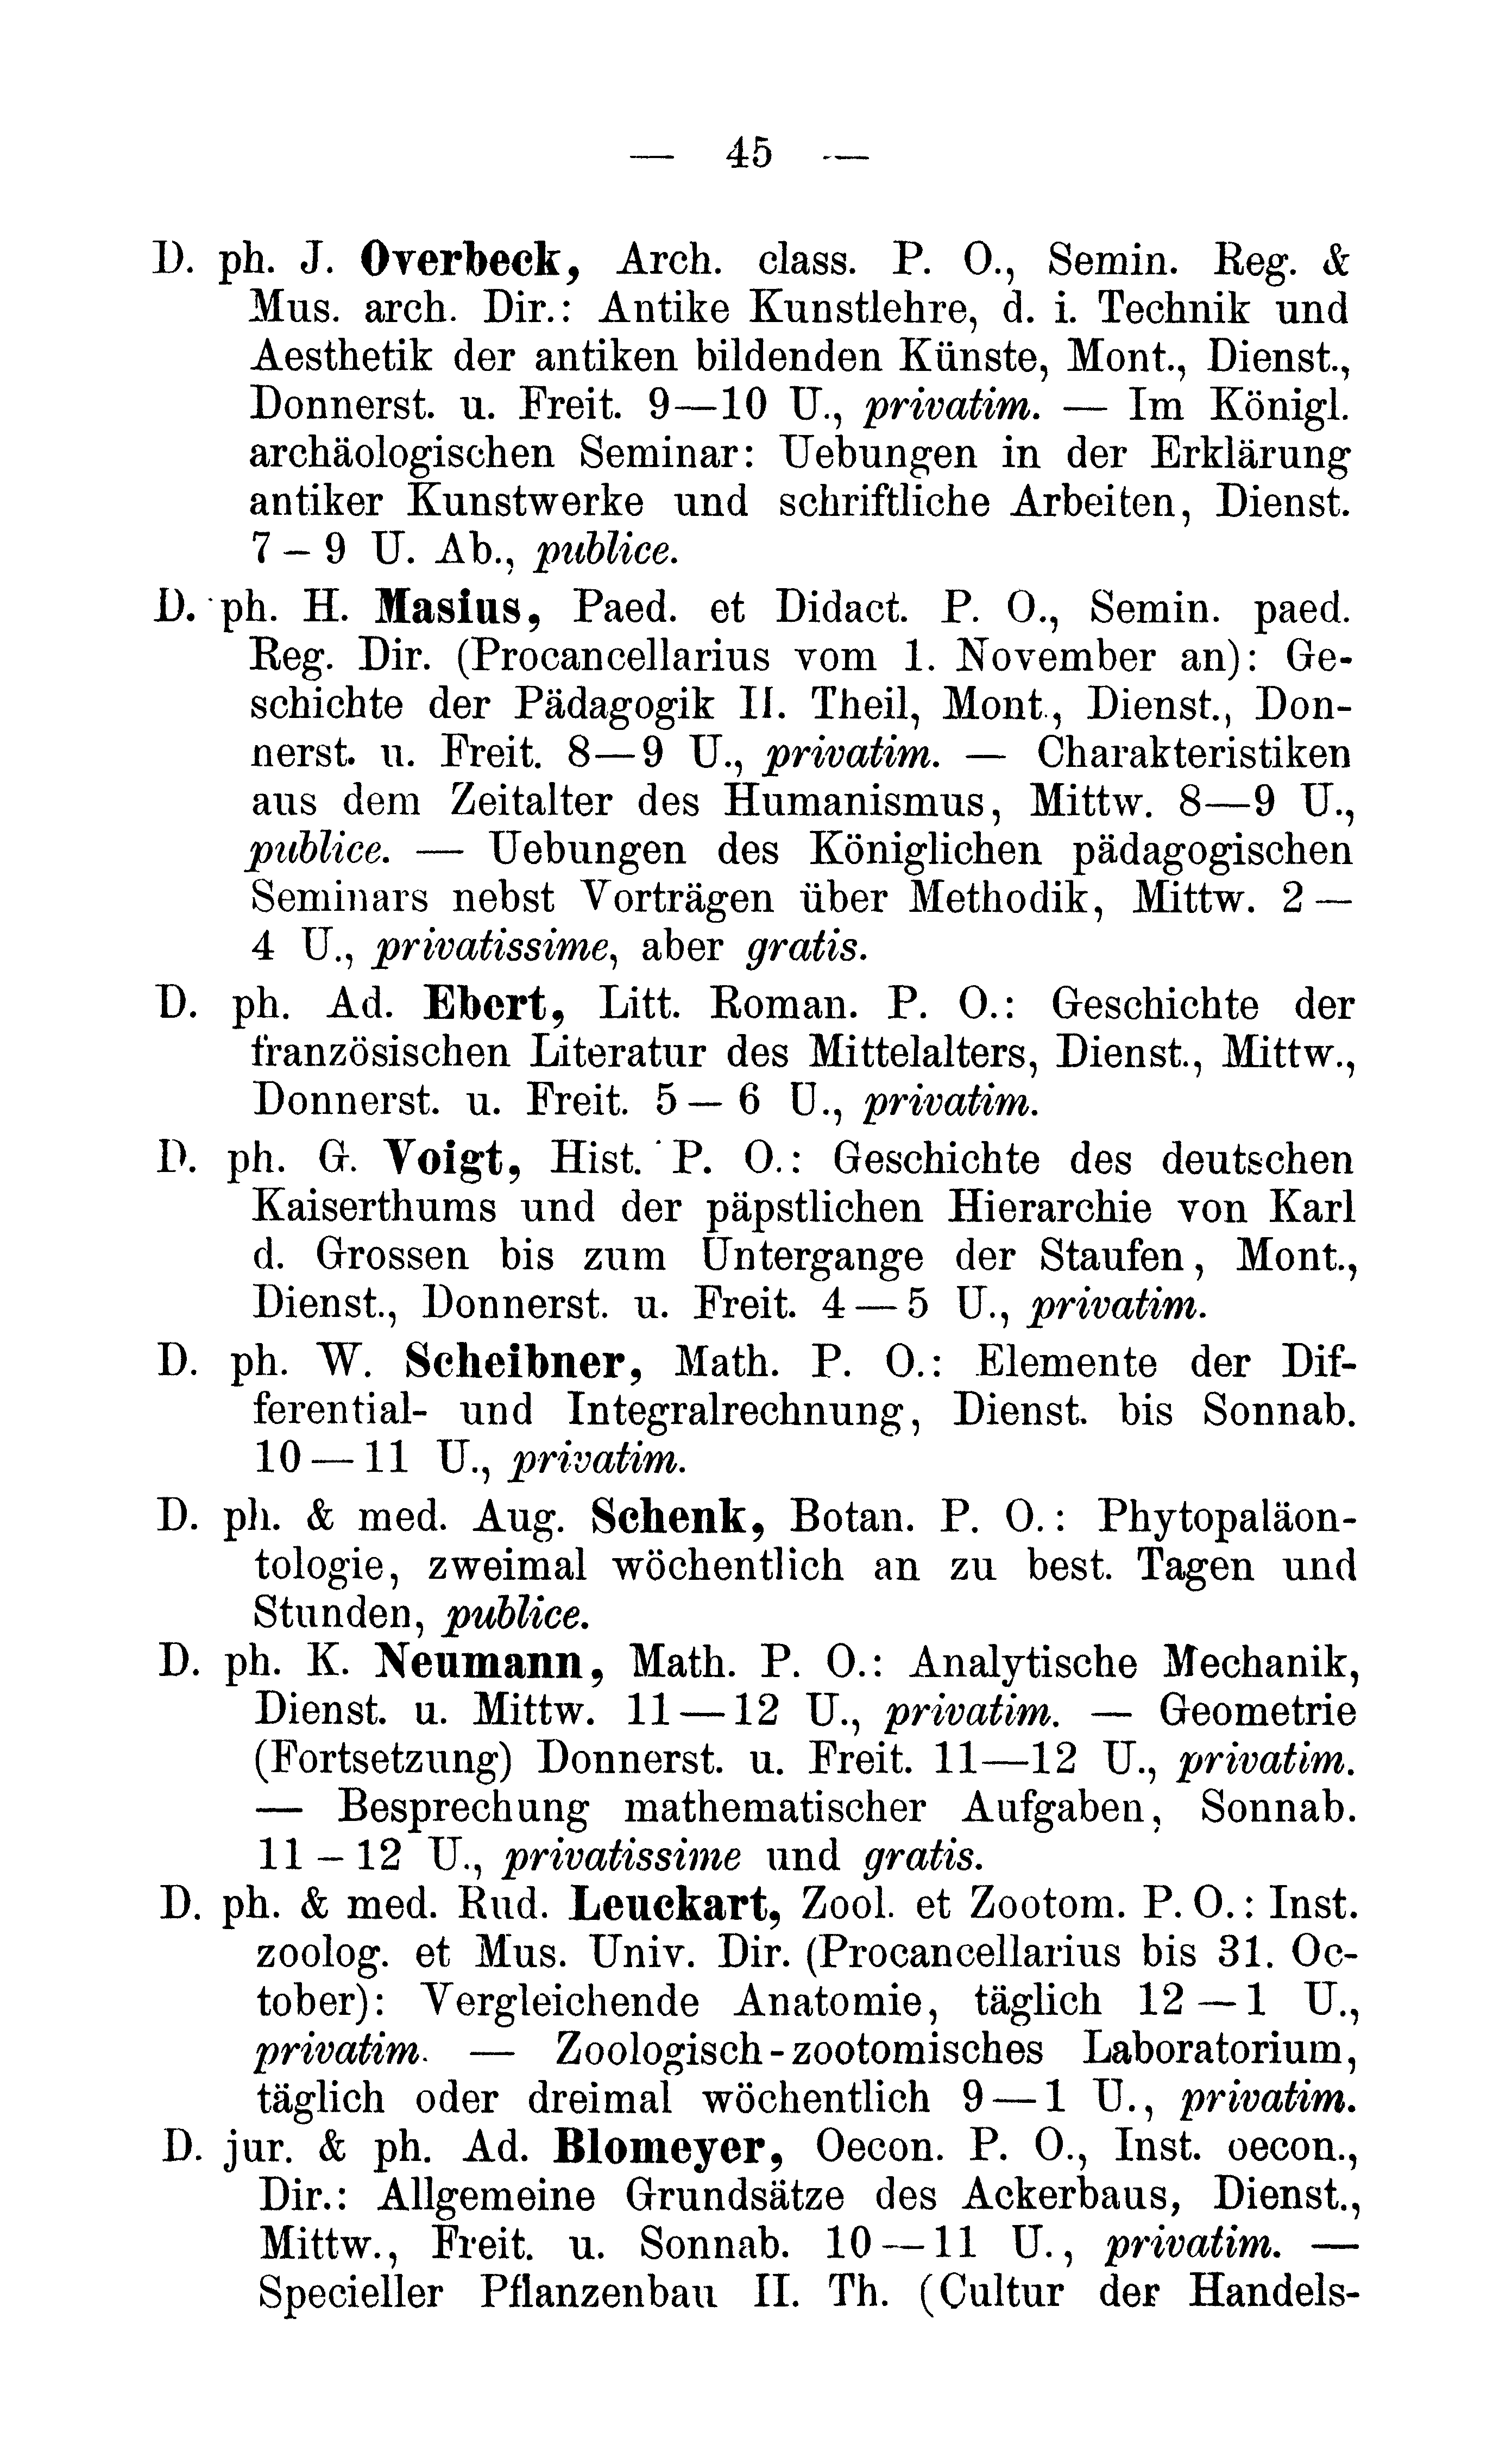 — 45 —
D. ph. J. Overbeck, Arch. class. P. O., Semin. Reg. &
Mus. arch. Dir.: Antike Kunstlehre, d. i. Technik und
Aesthetik der antiken bildenden Künste, Mont., Dienst.,
Donnerst. u. Freit. 9—10 U., privatim. — Im Königl.
archäologischen Seminar: Uebungen in der Erklärung
antiker Kunstwerke und schriftliche Arbeiten, Dienst.
7 – 9 U. Ab., publice.
D. ph. H. Masius, Paed. et Didact. P. O., Semin. paed.
Reg. Dir. (Procancellarius vom 1. November an): Ge-
schichte der Pädagogik II. Theil, Mont., Dienst., Don-
nerst. u. Freit. 8—9 U., privatim. — Charakteristiken
aus dem Zeitalter des Humanismus, Mittw. 8—9 U.,
publice. — Uebungen des Königlichen pädagogischen
Seminars nebst Vorträgen über Methodik, Mittw. 2 —
4 U., privatissime, aber gratis.
D. ph. Ad. Ebert, Litt. Roman. P. O.: Geschichte der
französischen Literatur des Mittelalters, Dienst., Mittw.,
Donnerst. u. Freit. 5 — 6 U., privatim.
D. ph. G. Voigt, Hist. P. O.: Geschichte des deutschen
Kaiserthums und der päpstlichen Hierarchie von Karl
d. Grossen bis zum Untergange der Staufen, Mont.,
Dienst., Donnerst. u. Freit. 4 — 5 U., privatim.
D. ph. W. Scheibner, Math. P. O.: Elemente der Dif-
ferential- und Integralrechnung, Dienst. bis Sonnab.
10 — 11 U., privatim.
D. ph. & med. Aug. Schenk, Botan. P. O.: Phytopaläon-
tologie, zweimal wöchentlich an zu best. Tagen und
Stunden, publice.
D. ph. K. Neumann, Math. P. O.: Analytische Mechanik,
Dienst. u. Mittw. 11 — 12 U., privatim. — Geometrie
(Fortsetzung) Donnerst. u. Freit. 11—12 U., privatim.
— Besprechung mathematischer Aufgaben, Sonnab.
11 – 12 U., privatissime und gratis.
D. ph. & med. Rud. Leuckart, Zool. et Zootom. P. O.: Inst.
zoolog. et Mus. Univ. Dir. (Procancellarius bis 31. Oc-
tober): Vergleichende Anatomie, täglich 12 — 1 U.,
privatim. — Zoologisch-zootomisches Laboratorium,
täglich oder dreimal wöchentlich 9 — 1 U., privatim.
D. jur. & ph. Ad. Blomeyer, Oecon. P. O., Inst. oecon.,
Dir.: Allgemeine Grundsätze des Ackerbaus, Dienst.,
Mittw., Freit. u. Sonnab. 10 — 11 U., privatim. —
Specieller Pflanzenbau II. Th. (Cultur der Handels-